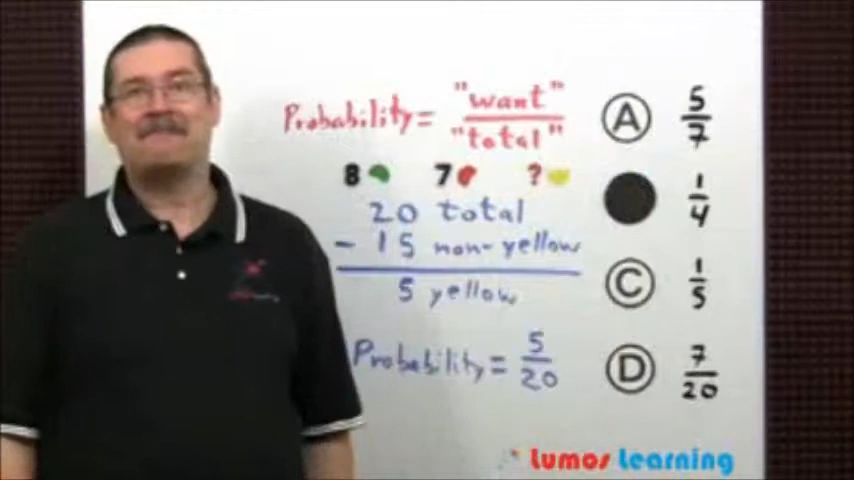 Probability = "want" / "total"
8 7 ?
20 total
- 15 non-yellow
5 yellow
Probability = 5/20
A 5/7
1/4
C 1/5
D 7/20
Lumos Learning